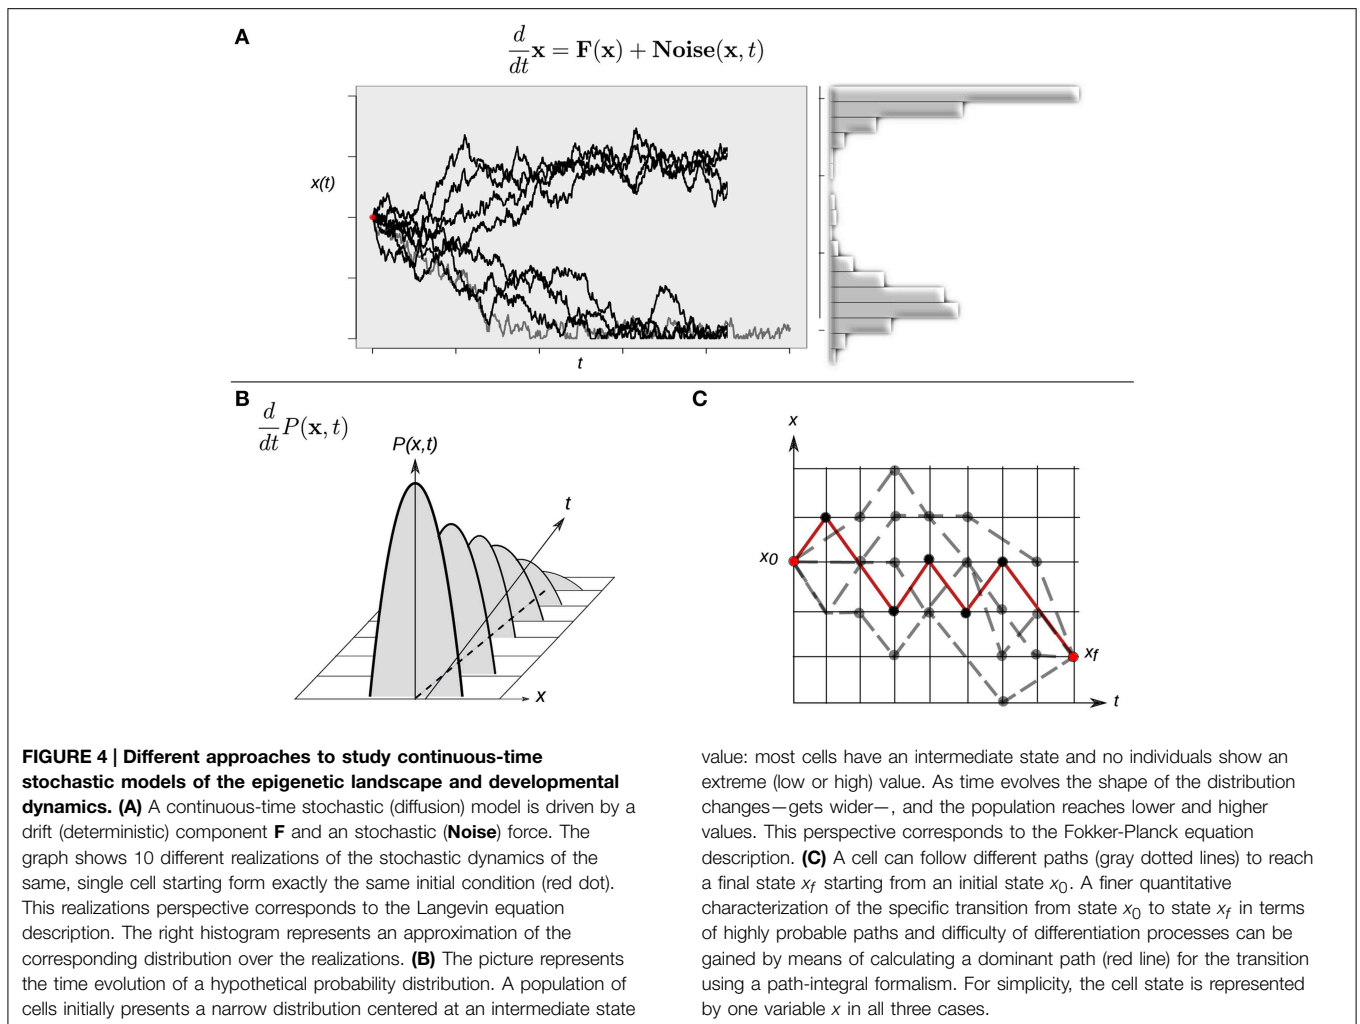 A
d/dt x = F(x) + Noise(x, t)
x(t)
t
B
d/dt P(x, t)
P(x,t)
t
x
C
x
x0
xf
t
FIGURE 4 | Different approaches to study continuous-time
stochastic models of the epigenetic landscape and developmental
dynamics. (A) A continuous-time stochastic (diffusion) model is driven by a
drift (deterministic) component F and an stochastic (Noise) force. The
graph shows 10 different realizations of the stochastic dynamics of the
same, single cell starting form exactly the same initial condition (red dot).
This realizations perspective corresponds to the Langevin equation
description. The right histogram represents an approximation of the
corresponding distribution over the realizations. (B) The picture represents
the time evolution of a hypothetical probability distribution. A population of
cells initially presents a narrow distribution centered at an intermediate state
value: most cells have an intermediate state and no individuals show an
extreme (low or high) value. As time evolves the shape of the distribution
changes—gets wider—, and the population reaches lower and higher
values. This perspective corresponds to the Fokker-Planck equation
description. (C) A cell can follow different paths (gray dotted lines) to reach
a final state xf starting from an initial state x0. A finer quantitative
characterization of the specific transition from state x0 to state xf in terms
of highly probable paths and difficulty of differentiation processes can be
gained by means of calculating a dominant path (red line) for the transition
using a path-integral formalism. For simplicity, the cell state is represented
by one variable x in all three cases.